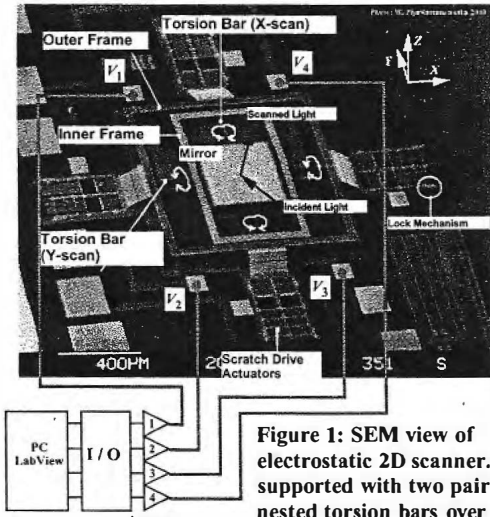 Torsion Bar (X-scan)
Outer Frame
V1
V4
Z
Y
X
Inner Frame
Scanned Light
Mirror
Incident Light
Lock Mechanism
Torsion Bar (Y-scan)
V2
V3
400PM
Scratch Drive Actuators
351 S
PC LabView
I/O
1
2
3
4
Figure 1: SEM view of
electrostatic 2D scanner.
supported with two pair
nested torsion bars over